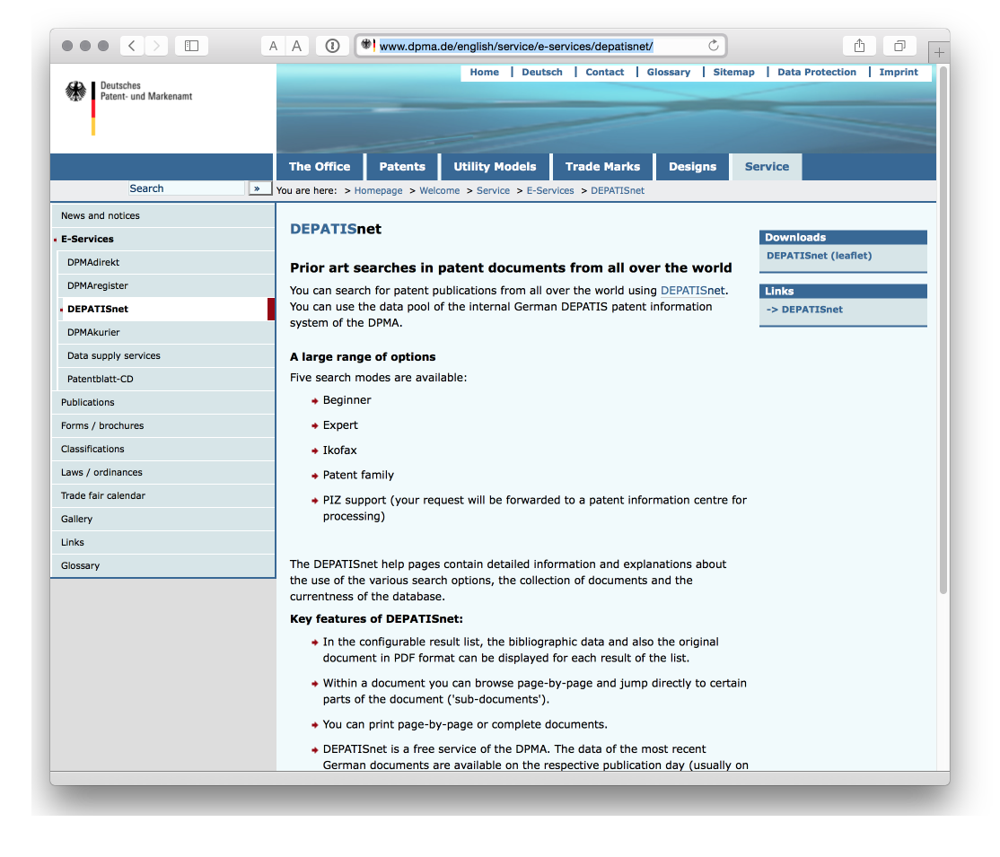 A A
www.dpma.de/english/service/e-services/depatisnet/
Home | Deutsch | Contact | Glossary | Sitemap | Data Protection | Imprint
Deutsches
Patent- und Markenamt
The Office Patents Utility Models Trade Marks Designs Service
Search » You are here: > Homepage > Welcome > Service > E-Services > DEPATISnet
News and notices
E-Services
DPMAdirekt
DPMAregister
DEPATISnet
DPMAkurier
Data supply services
Patentblatt-CD
Publications
Forms / brochures
Classifications
Laws / ordinances
Trade fair calendar
Gallery
Links
Glossary
DEPATISnet
Prior art searches in patent documents from all over the world
You can search for patent publications from all over the world using DEPATISnet.
You can use the data pool of the internal German DEPATIS patent information
system of the DPMA.
A large range of options
Five search modes are available:
Beginner
Expert
Ikofax
Patent family
PIZ support (your request will be forwarded to a patent information centre for
processing)
The DEPATISnet help pages contain detailed information and explanations about
the use of the various search options, the collection of documents and the
currentness of the database.
Key features of DEPATISnet:
In the configurable result list, the bibliographic data and also the original
document in PDF format can be displayed for each result of the list.
Within a document you can browse page-by-page and jump directly to certain
parts of the document ('sub-documents').
You can print page-by-page or complete documents.
DEPATISnet is a free service of the DPMA. The data of the most recent
German documents are available on the respective publication day (usually on
Downloads
DEPATISnet (leaflet)
Links
-> DEPATISnet